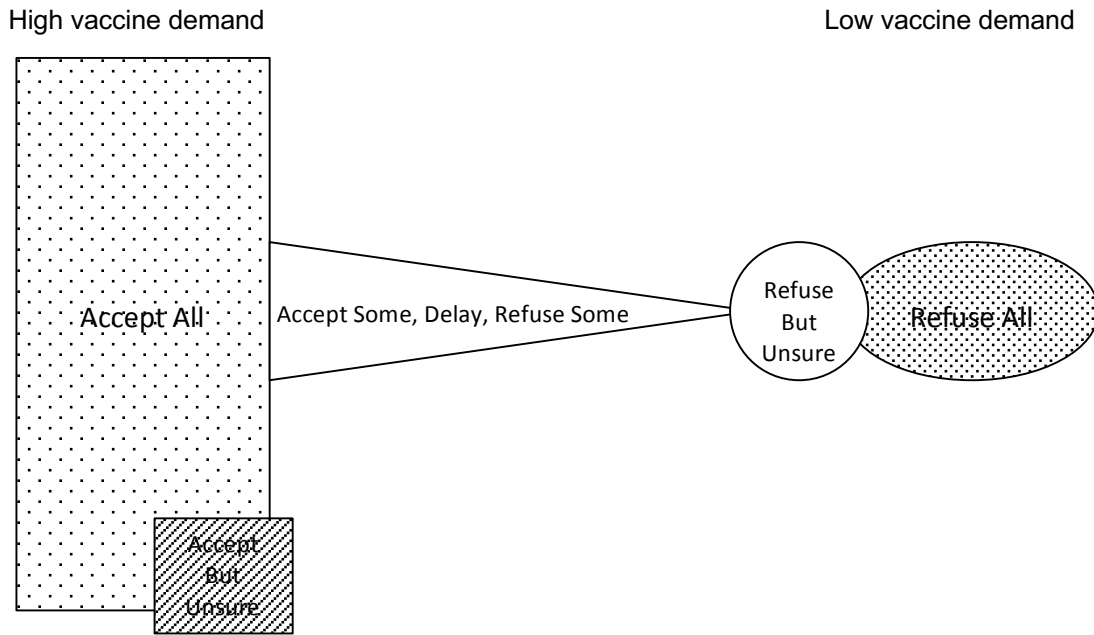 High vaccine demand
Low vaccine demand
Accept All
Accept Some, Delay, Refuse Some
Refuse
But
Unsure
Refuse All
Accept
But
Unsure